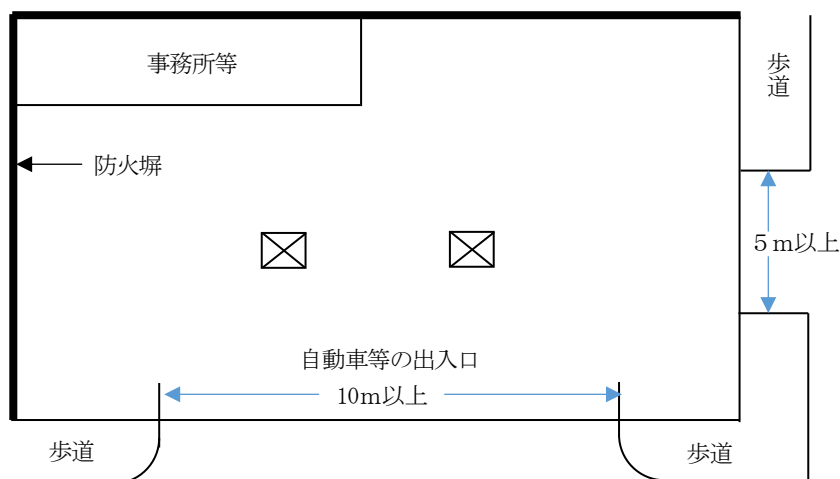 事務所等
歩道
防火塀
５m以上
自動車等の出入口
10m以上
歩道
歩道